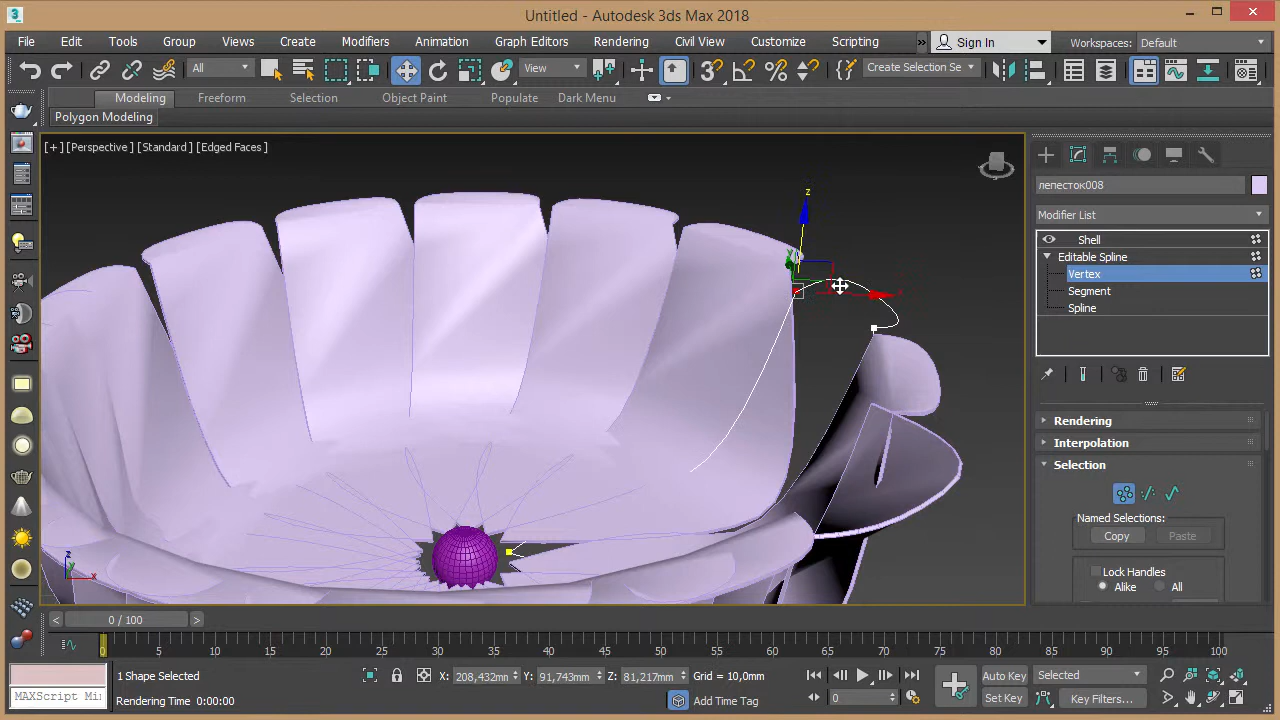 Untitled - Autodesk 3ds Max 2018
File Edit Tools Group Views Create Modifiers Animation Graph Editors Rendering Civil View Customize Scripting » Sign In Workspaces: Default
All View Create Selection Se
Modeling Freeform Selection Object Paint Populate Dark Menu
Polygon Modeling
[+] [Perspective ] [Standard ] [Edged Faces ]
z
y
x
z
y
x
лепесток008
Modifier List
Shell
Editable Spline
Vertex
Segment
Spline
Rendering
Interpolation
Selection
Named Selections:
Copy Paste
Lock Handles
Alike All
< 0 / 100 >
0 5 10 15 20 25 30 35 40 45 50 55 60 65 70 75 80 85 90 95 100
1 Shape Selected X: 208,432mm Y: 91,743mm Z: 81,217mm Grid = 10,0mm Auto Key Selected
MAXScript Mi Rendering Time 0:00:00 Add Time Tag 0 Set Key Key Filters...